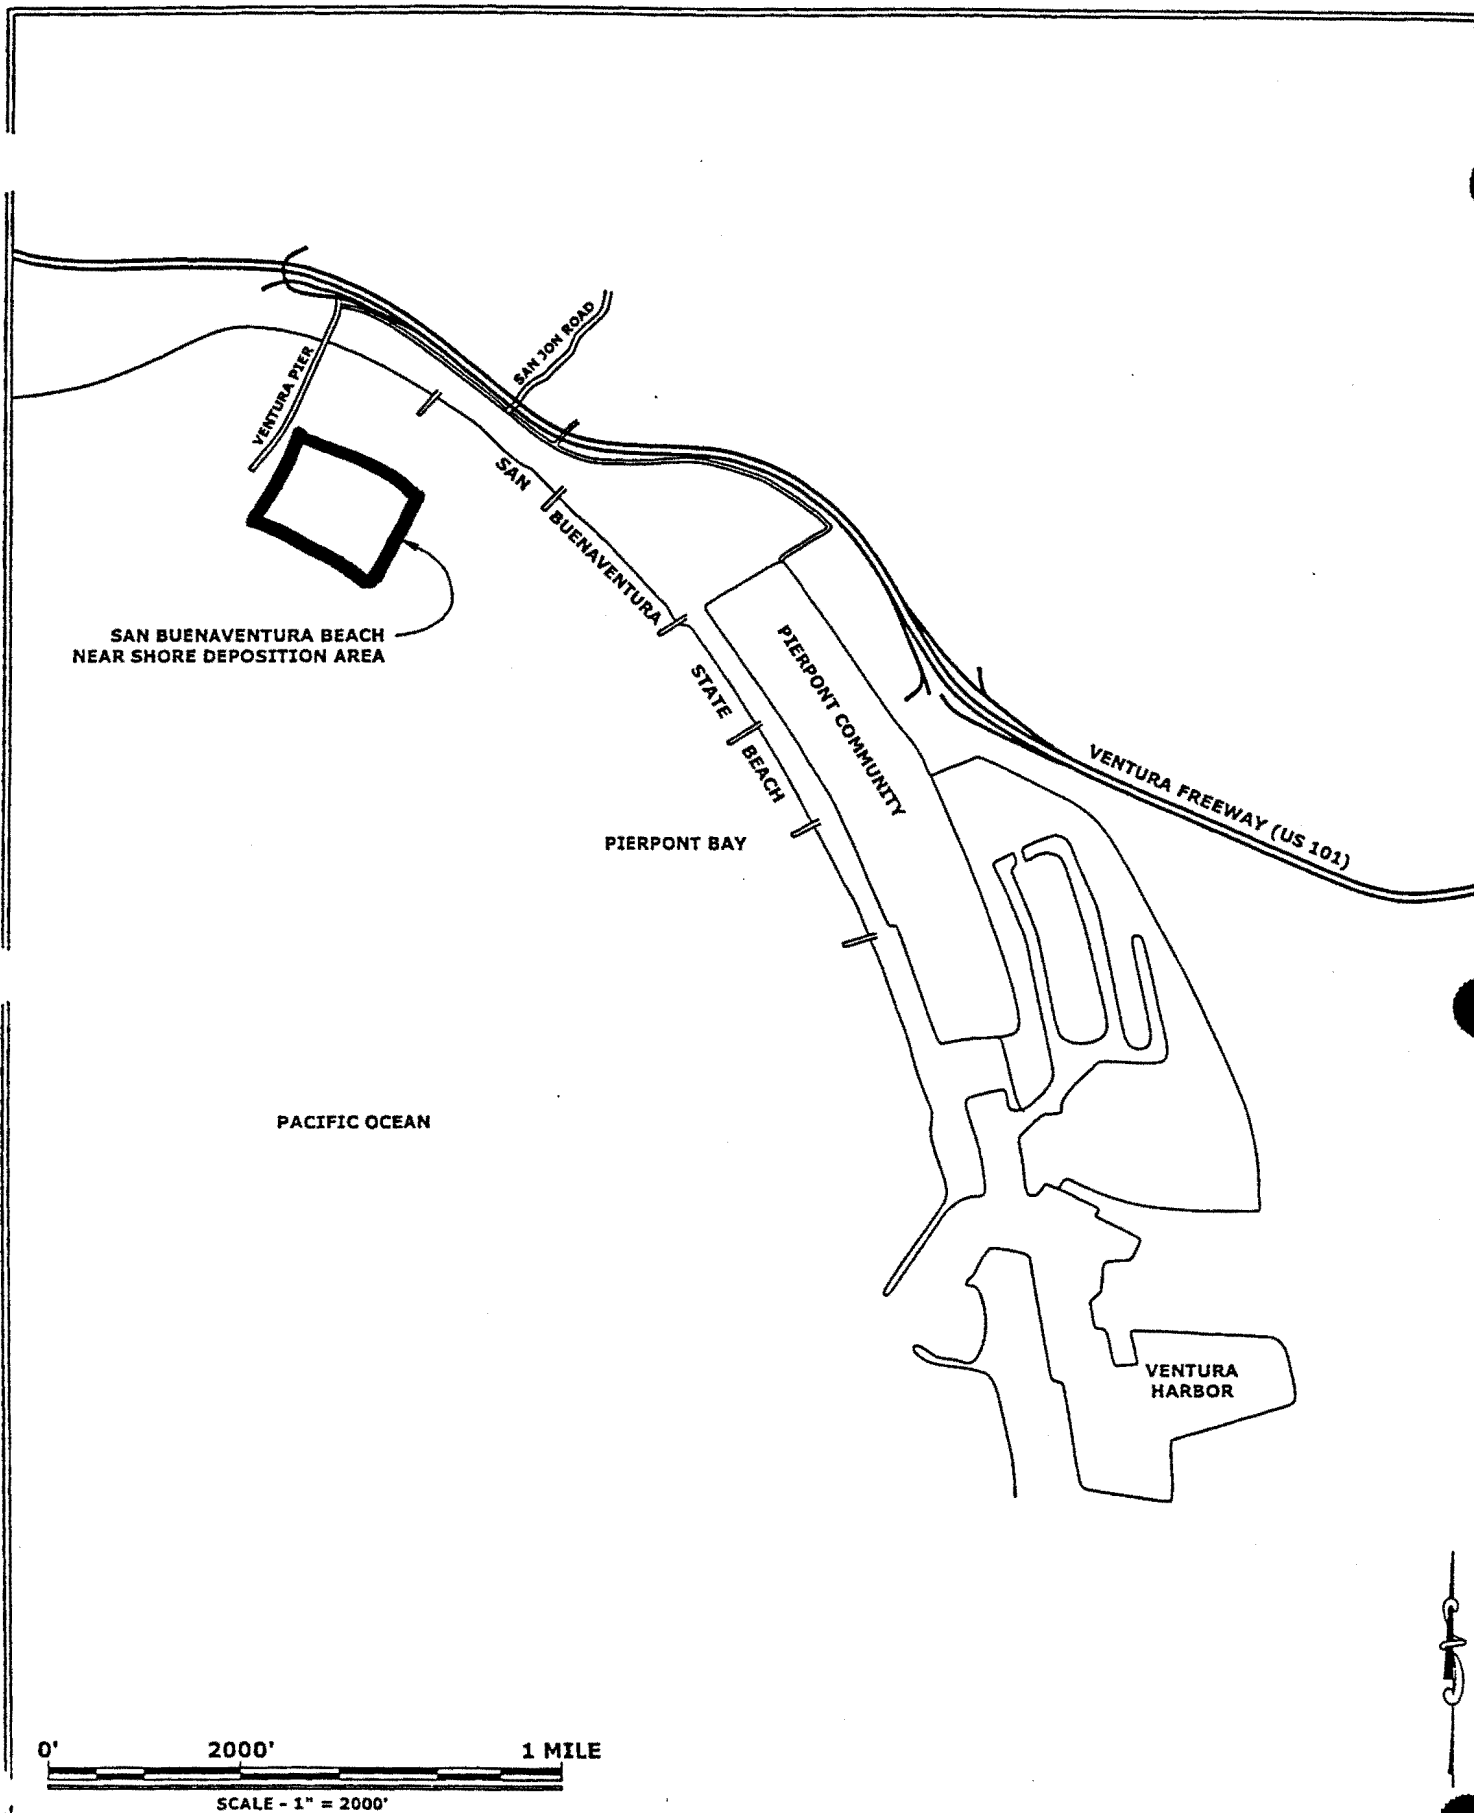 SAN JON ROAD
VENTURA PIER
SAN
BUENAVENTURA
STATE
BEACH
SAN BUENAVENTURA BEACH
NEAR SHORE DEPOSITION AREA
PIERPONT COMMUNITY
VENTURA FREEWAY (US 101)
PIERPONT BAY
PACIFIC OCEAN
VENTURA
HARBOR
0' 2000' 1 MILE
SCALE - 1" = 2000'